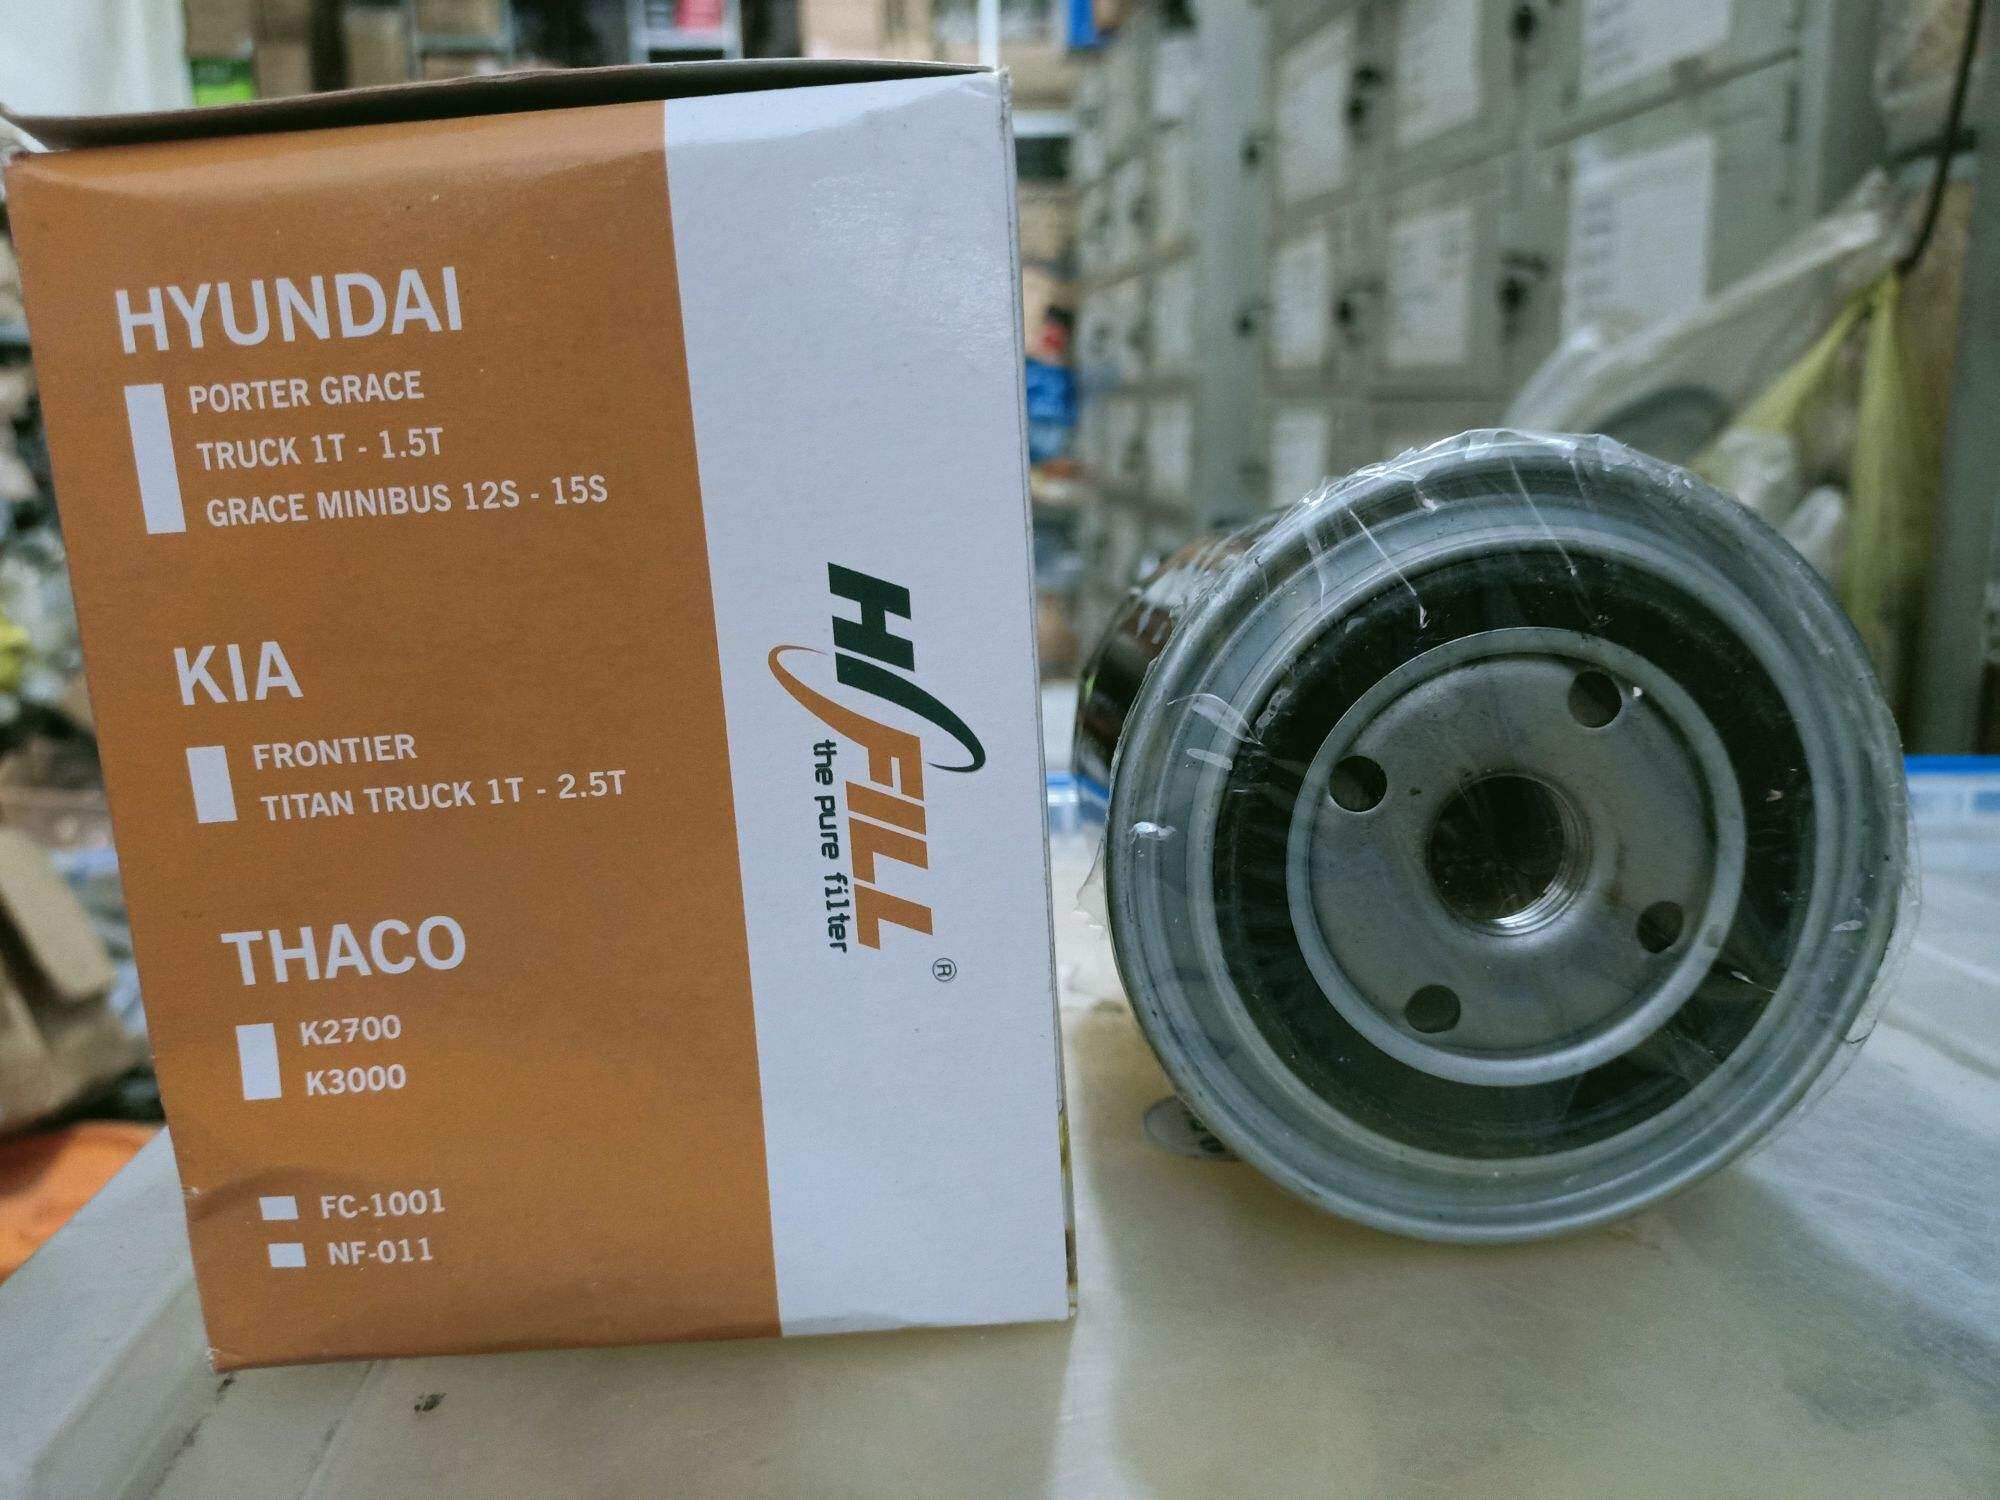 HYUNDAI
PORTER GRACE
TRUCK 1T - 1.5T
GRACE MINIBUS 12S - 15S
KIA
FRONTIER
TITAN TRUCK 1T - 2.5T
THACO
K2700
K3000
FC-1001
NF-011
HI FILL ®
the pure filter